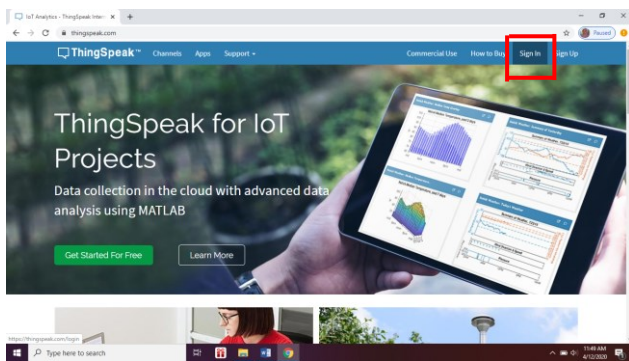 IoT Analytics - ThingSpeak Inter
thingspeak.com
Paused
ThingSpeak™ Channels Apps Support Commercial Use How to Buy Sign In Sign Up
ThingSpeak for IoT
Projects
Data collection in the cloud with advanced data
analysis using MATLAB
Get Started For Free Learn More
https://thingspeak.com/login
Type here to search
11:49 AM
4/12/2020